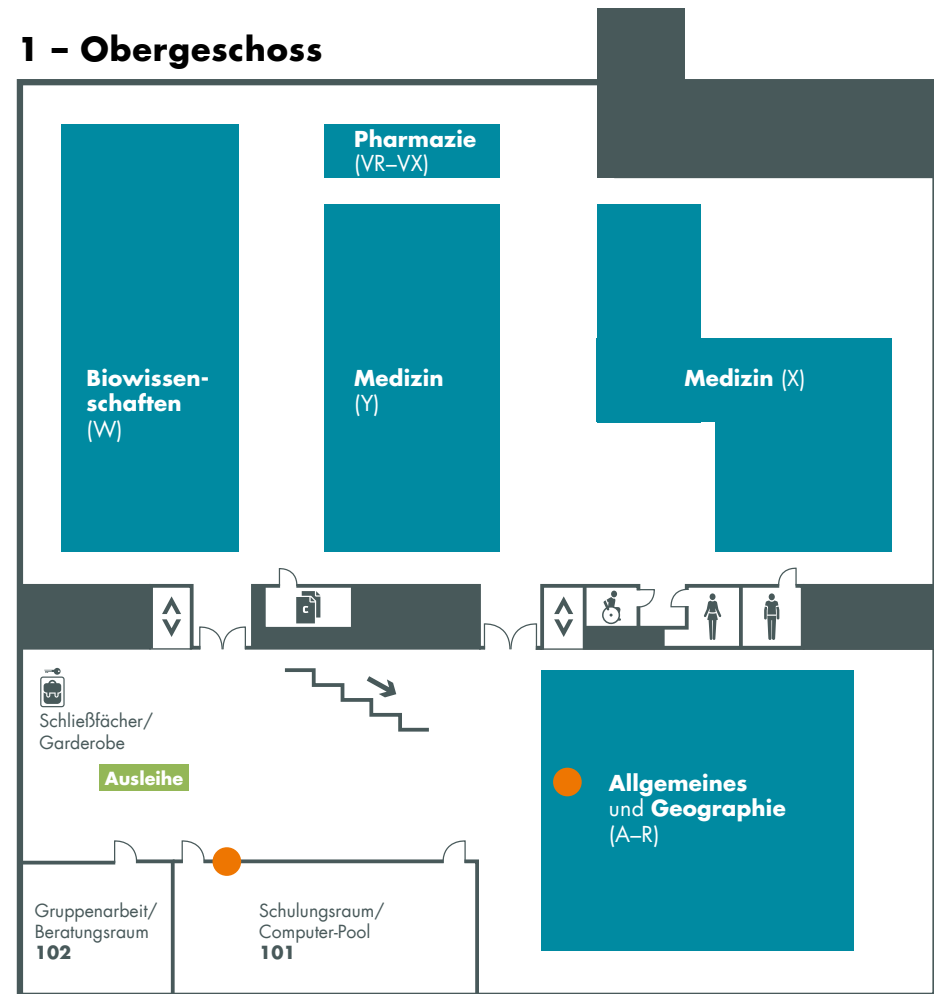 1 – Obergeschoss
Pharmazie
(VR–VX)
Biowissen-
schaften
(W)
Medizin
(Y)
Medizin (X)
C
Schließfächer/
Garderobe
Ausleihe
Allgemeines
und Geographie
(A–R)
Gruppenarbeit/
Beratungsraum
102
Schulungsraum/
Computer-Pool
101